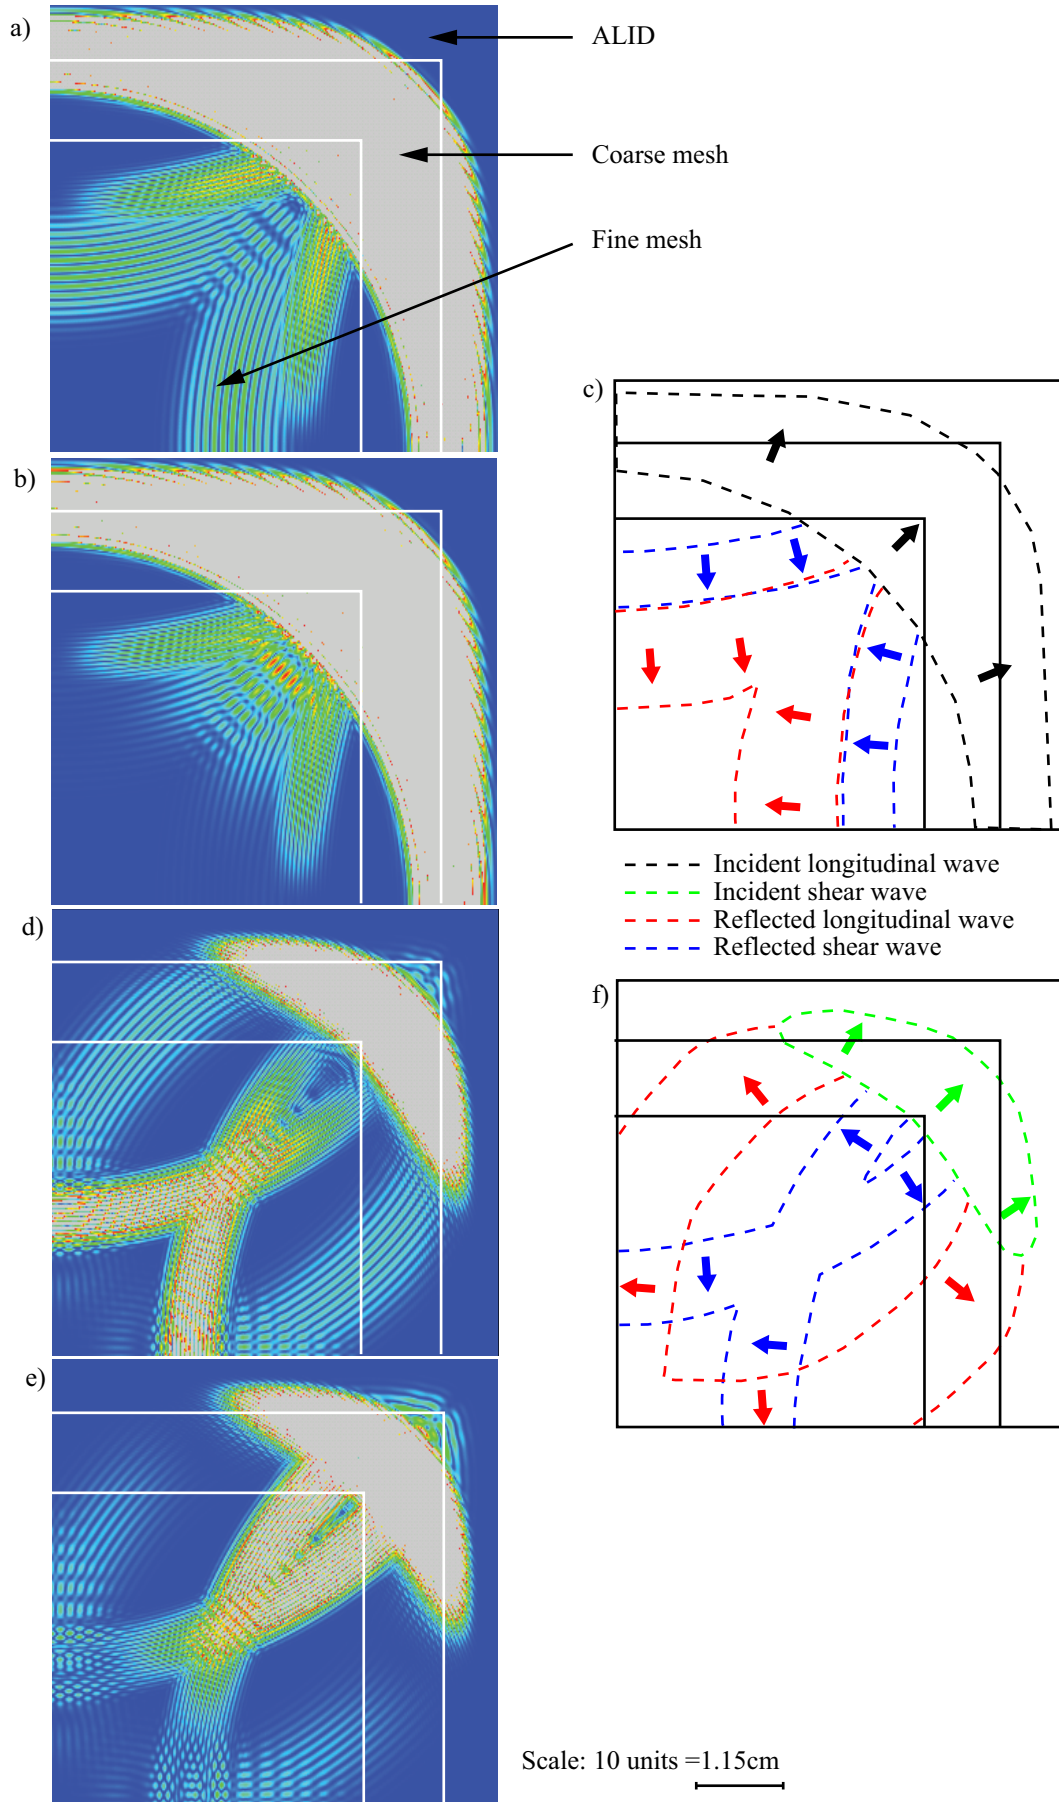 a)
ALID
Coarse mesh
Fine mesh
b)
c)
Incident longitudinal wave
Incident shear wave
Reflected longitudinal wave
Reflected shear wave
d)
f)
e)
Scale: 10 units =1.15cm